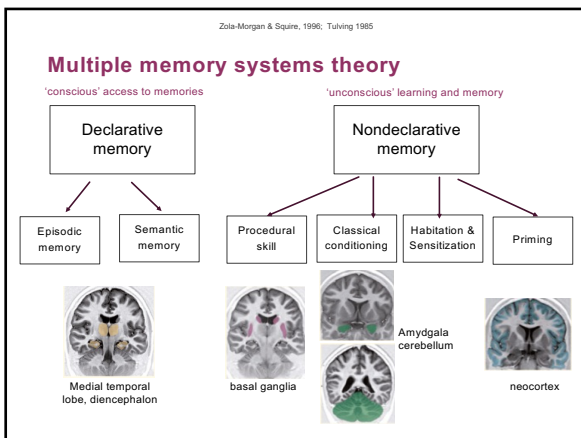 Zola-Morgan & Squire, 1996; Tulving 1985
Multiple memory systems theory
‘conscious’ access to memories
‘unconscious’ learning and memory
Declarative
memory
Nondeclarative
memory
Episodic
memory
Semantic
memory
Procedural
skill
Classical
conditioning
Habitation &
Sensitization
Priming
Medial temporal
lobe, diencephalon
basal ganglia
Amydgala
cerebellum
neocortex